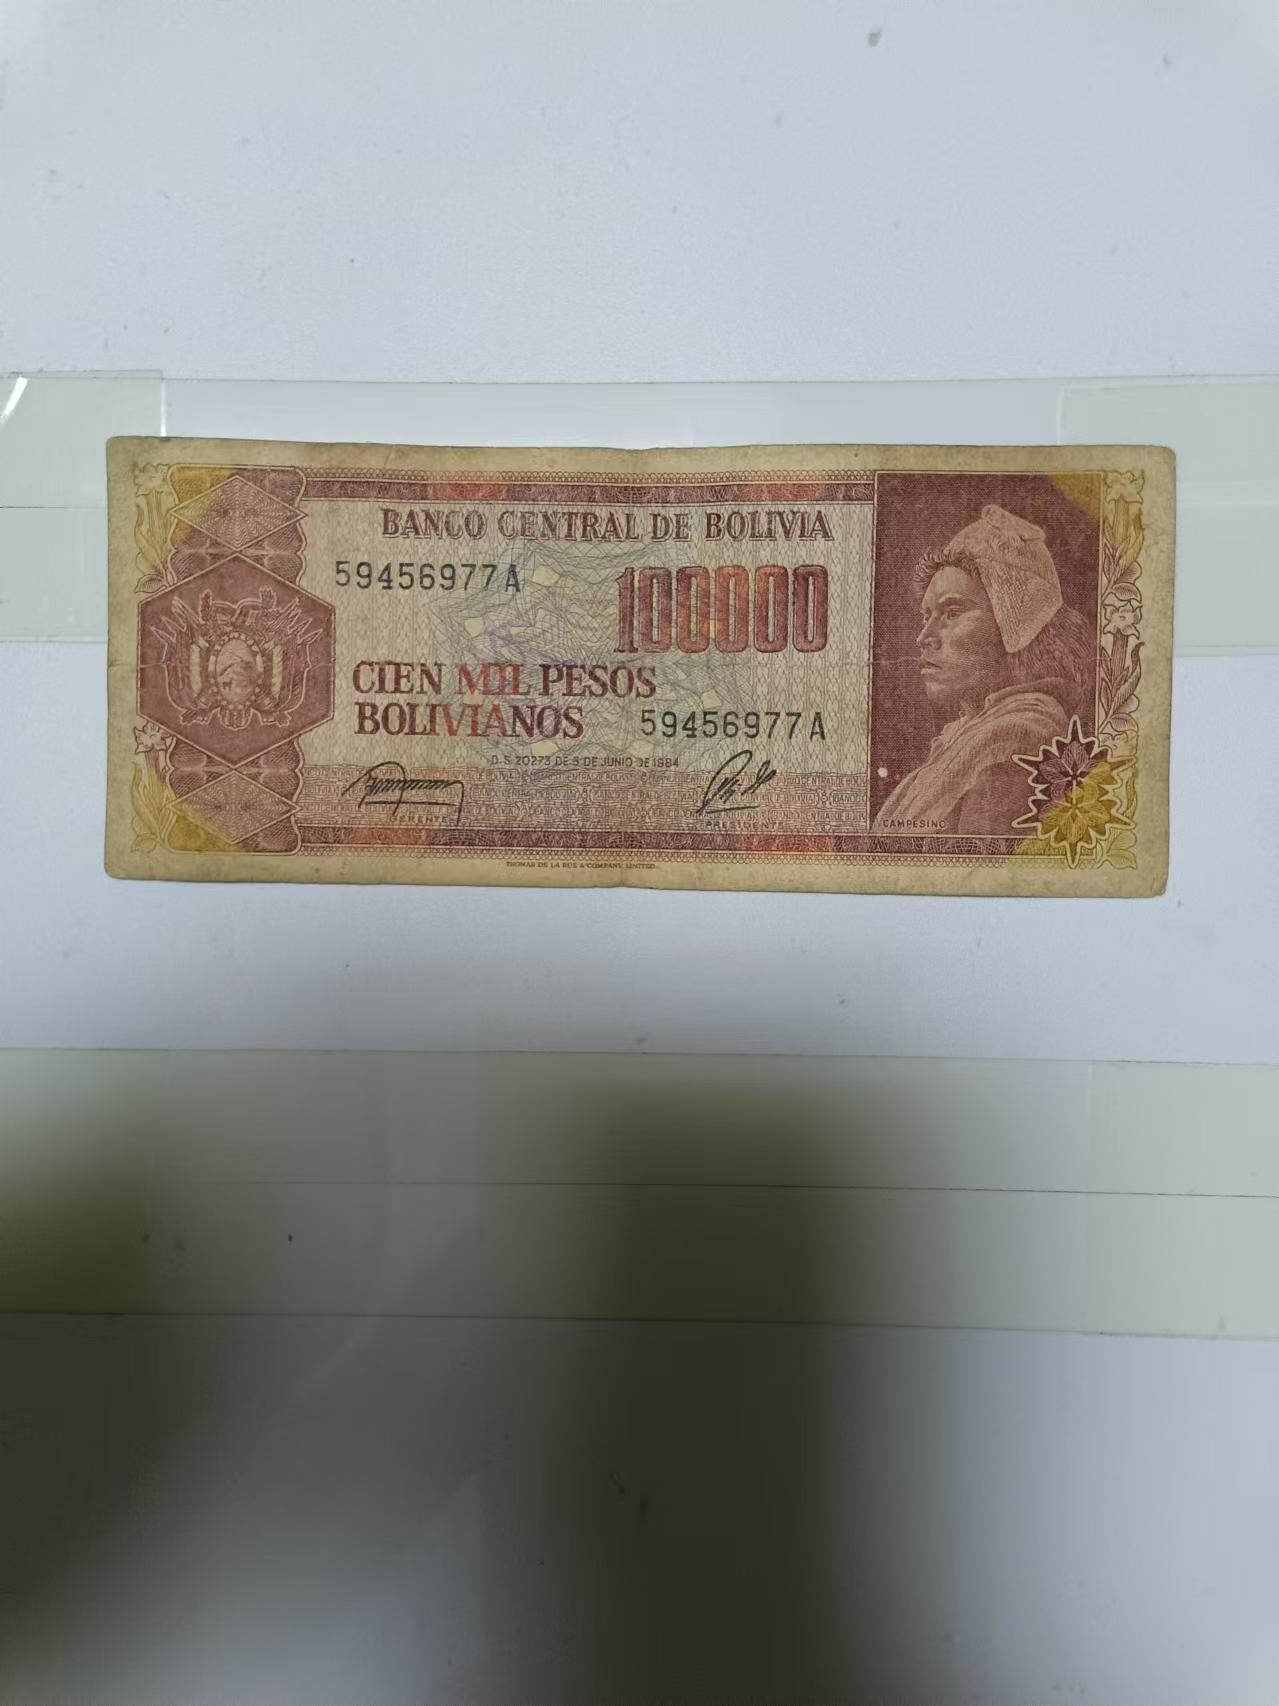 BANCO CENTRAL DE BOLIVIA
59456977A
100000
CIEN MIL PESOS
BOLIVIANOS
59456977A
D.S. 20273 DE 5 DE JUNIO DE 1984
GERENTE
PRESIDENTE
CAMPESINO
THOMAS DE LA RUE & COMPANY, LIMITED.